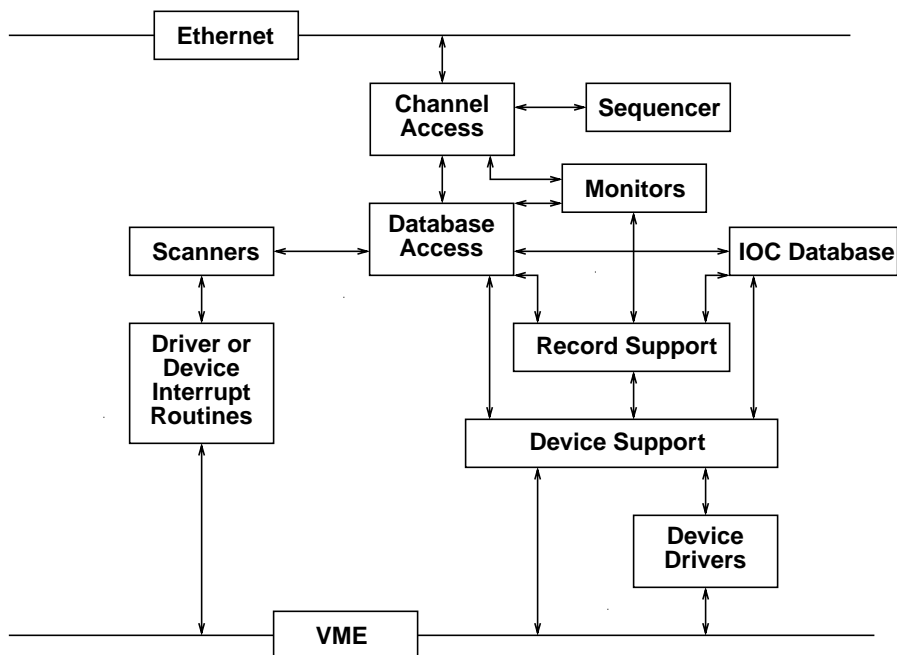 Ethernet
Channel
Access
Sequencer
Monitors
Database
Access
Scanners
IOC Database
Driver or
Device
Interrupt
Routines
Record Support
Device Support
Device
Drivers
VME